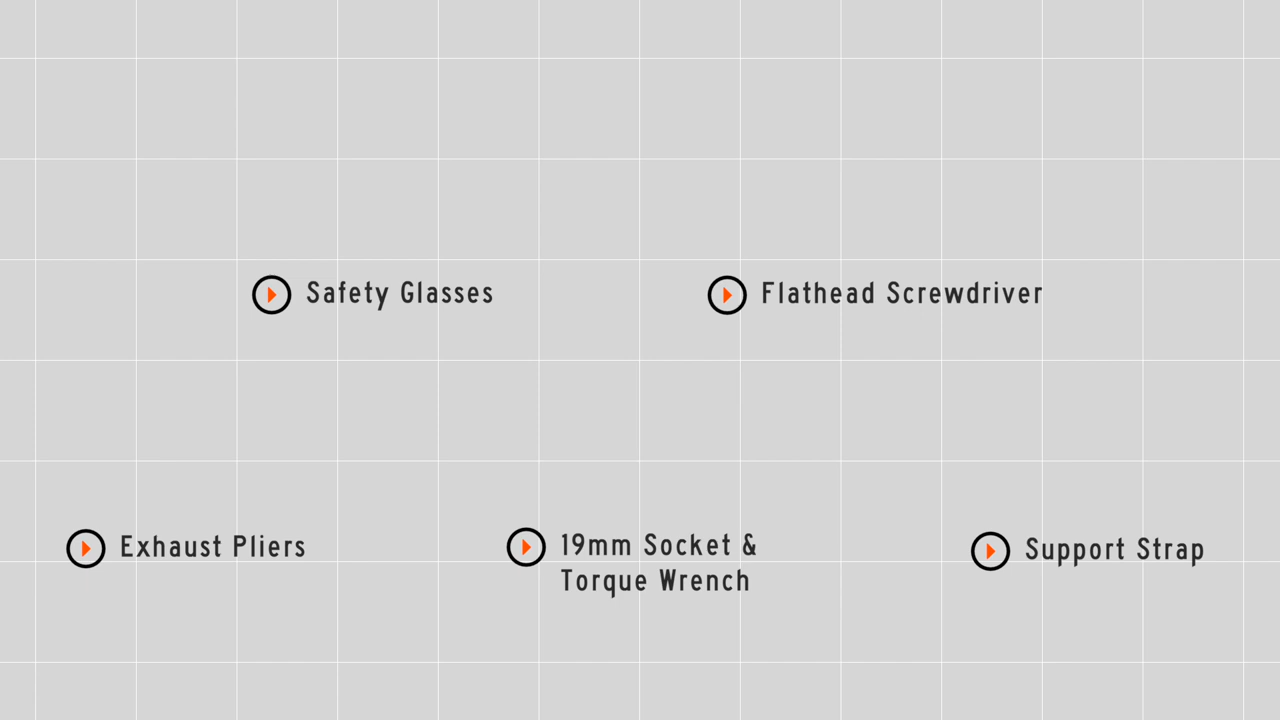 Safety Glasses
Flathead Screwdriver
Exhaust Pliers
19mm Socket &
Torque Wrench
Support Strap